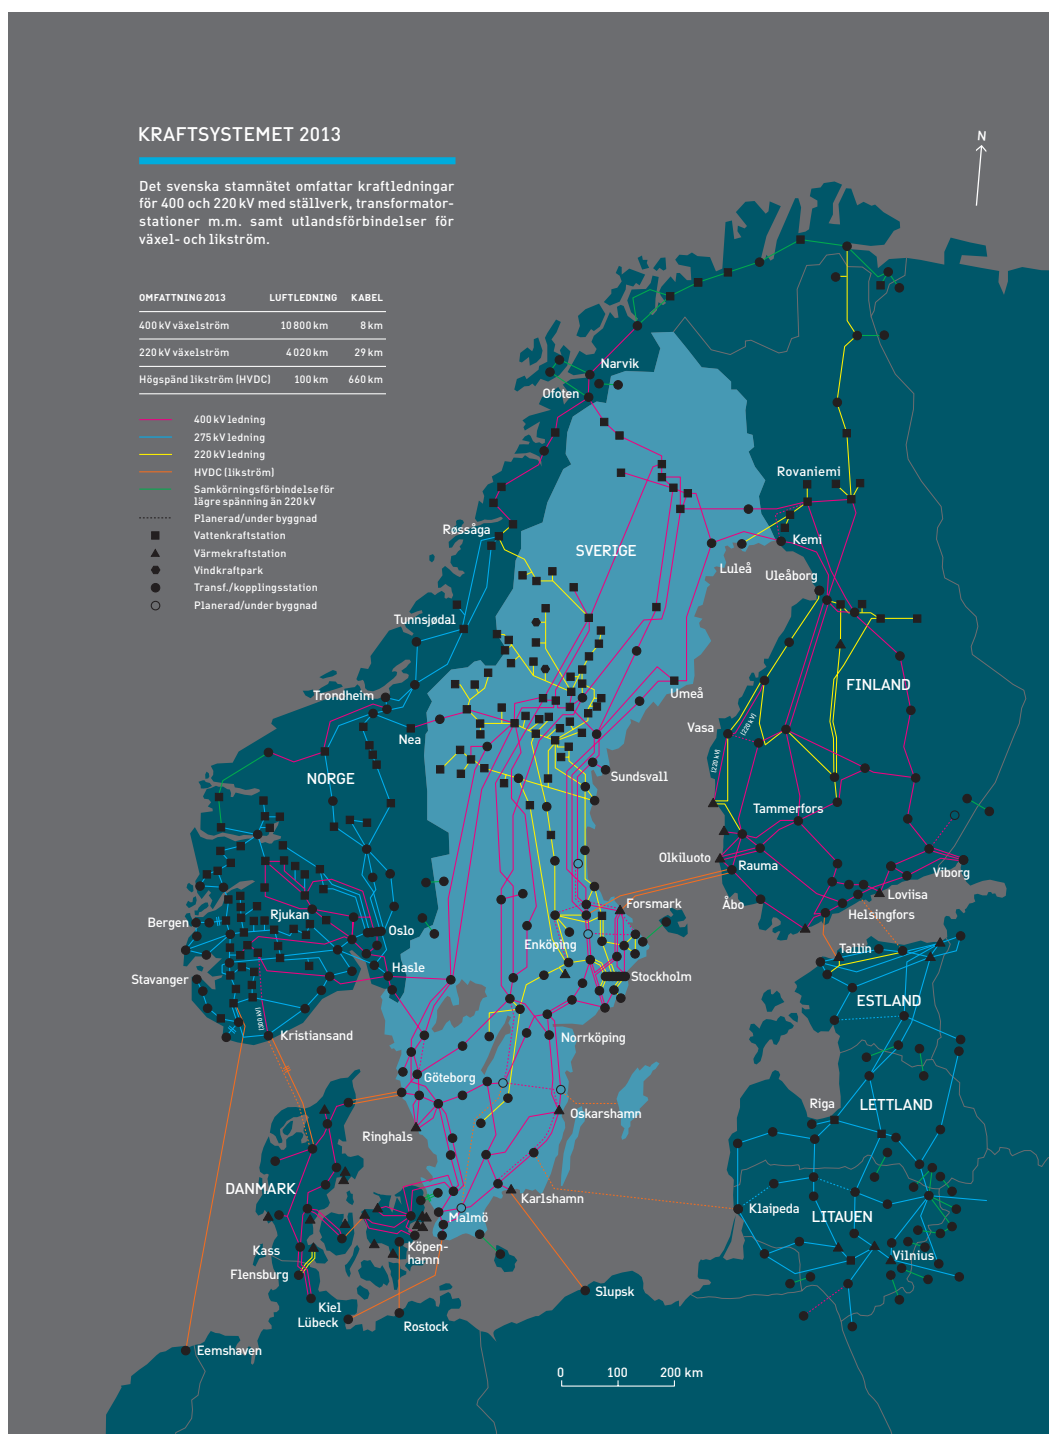 KRAFTSYSTEMET 2013
N
Det svenska stamnätet omfattar kraftledningar
för 400 och 220 kV med ställverk, transformator-
stationer m.m. samt utlandsförbindelser för
växel- och likström.
OMFATTNING 2013 LUFTLEDNING KABEL
400 kV växelström 10 800 km 8 km
220 kV växelström 4 020 km 29 km
Högspänd likström (HVDC) 100 km 660 km
400 kV ledning
275 kV ledning
220 kV ledning
HVDC (likström)
Samkörningsförbindelse för
lägre spänning än 220 kV
Planerad/under byggnad
Vattenkraftstation
Värmekraftstation
Vindkraftpark
Transf./kopplingsstation
Planerad/under byggnad
Narvik
Ofoten
Rovaniemi
Røssåga
SVERIGE
Kemi
Luleå
Uleåborg
Tunnsjødal
FINLAND
Trondheim
Umeå
Vasa
(220 kV)
Nea
(220 kV)
NORGE
Sundsvall
Tammerfors
Olkiluoto
Rauma
Viborg
Loviisa
Åbo
Forsmark
Helsingfors
Rjukan
Bergen
Oslo
Enköping
Tallin
Hasle
Stavanger
Stockholm
ESTLAND
(300 kV)
Kristiansand
Norrköping
Göteborg
Riga
LETTLAND
Oskarshamn
Ringhals
DANMARK
Karlshamn
Klaipeda
LITAUEN
Malmö
Kass
Köpen-
hamn
Vilnius
Flensburg
Slupsk
Kiel
Lübeck
Rostock
Eemshaven
0 100 200 km